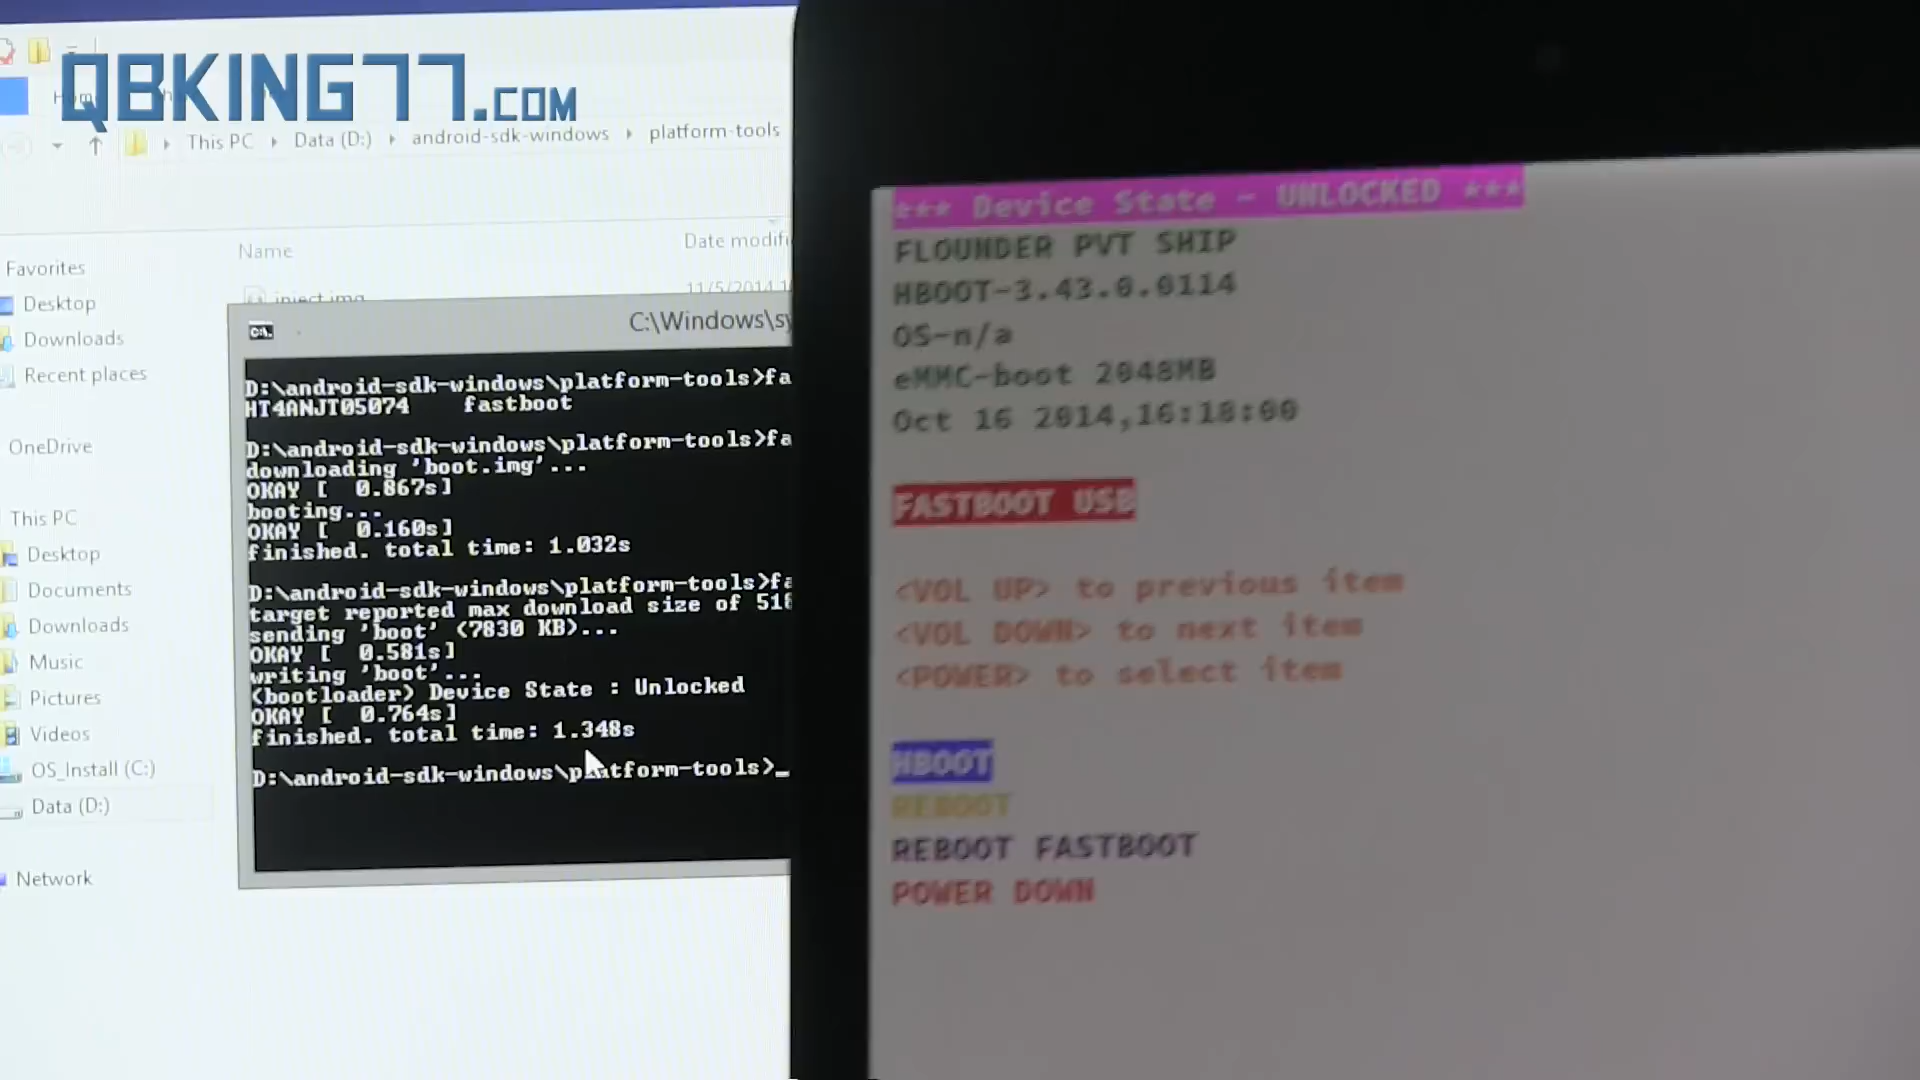 QBKING77.COM
This PC
Data (D:)
android-sdk-windows
platform-tools
Name
Date modifi
Favorites
Desktop
Downloads
Recent places
OneDrive
This PC
Desktop
Documents
Downloads
Music
Pictures
Videos
OS_Install (C:)
Data (D:)
Network
inject.img
11/5/2014 1
C:\Windows\sy
D:\android-sdk-windows\platform-tools>fa
HT4ANJT05074 fastboot
D:\android-sdk-windows\platform-tools>fa
downloading 'boot.img'...
OKAY [ 0.867s]
booting...
OKAY [ 0.160s]
finished. total time: 1.032s
D:\android-sdk-windows\platform-tools>fa
target reported max download size of 518
sending 'boot' (7830 KB)...
OKAY [ 0.581s]
writing 'boot'...
(bootloader) Device State : Unlocked
OKAY [ 0.764s]
finished. total time: 1.348s
D:\android-sdk-windows\platform-tools>_
*** Device State - UNLOCKED ***
FLOUNDER PVT SHIP
HBOOT-3.43.0.0114
OS-n/a
eMMC-boot 2048MB
Oct 16 2014,16:18:00
FASTBOOT USB
<VOL UP> to previous item
<VOL DOWN> to next item
<POWER> to select item
HBOOT
REBOOT
REBOOT FASTBOOT
POWER DOWN